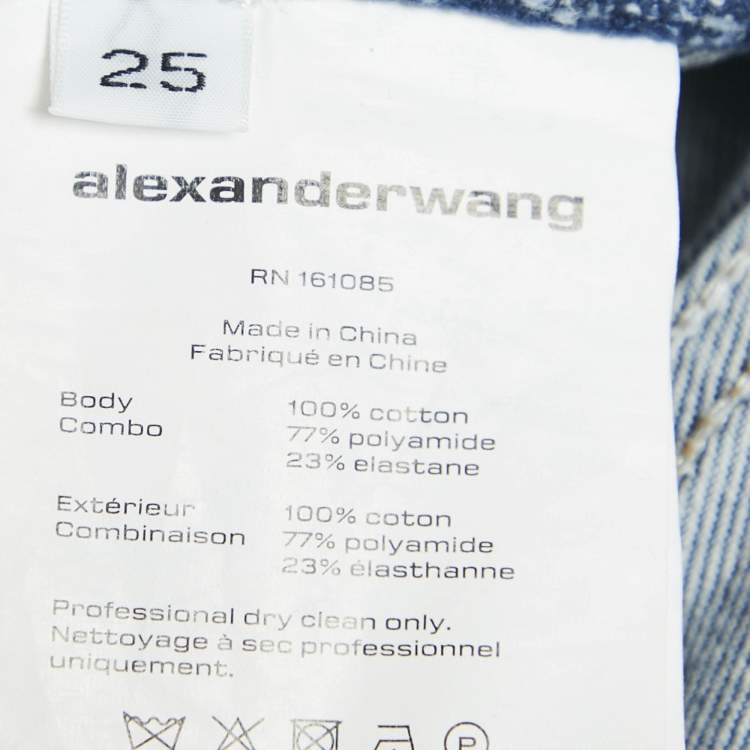 25
alexanderwang
RN 161085
Made in China
Fabriqué en Chine
Body 100% cotton
Combo 77% polyamide
23% elastane
Extérieur 100% coton
Combinaison 77% polyamide
23% élasthanne
Professional dry clean only.
Nettoyage à sec professionnel
uniquement.
P